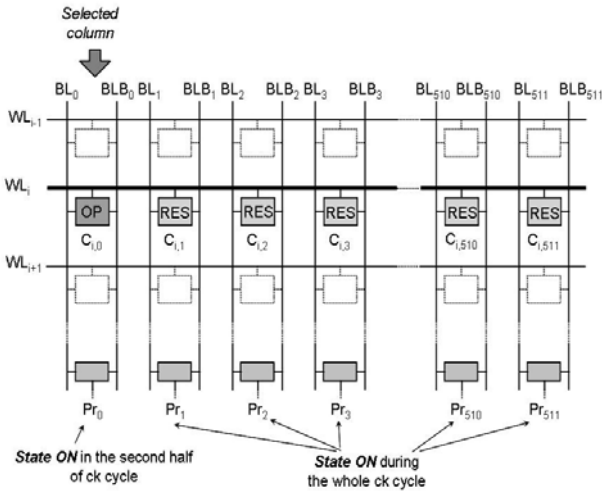 Selected
column
BL0 BLB0 BL1 BLB1 BL2 BLB2 BL3 BLB3 BL510 BLB510 BL511 BLB511
WLi-1
WLi
OP RES RES RES RES RES
Ci,0 Ci,1 Ci,2 Ci,3 Ci,510 Ci,511
WLi+1
Pr0 Pr1 Pr2 Pr3 Pr510 Pr511
State ON in the second half
of ck cycle
State ON during
the whole ck cycle